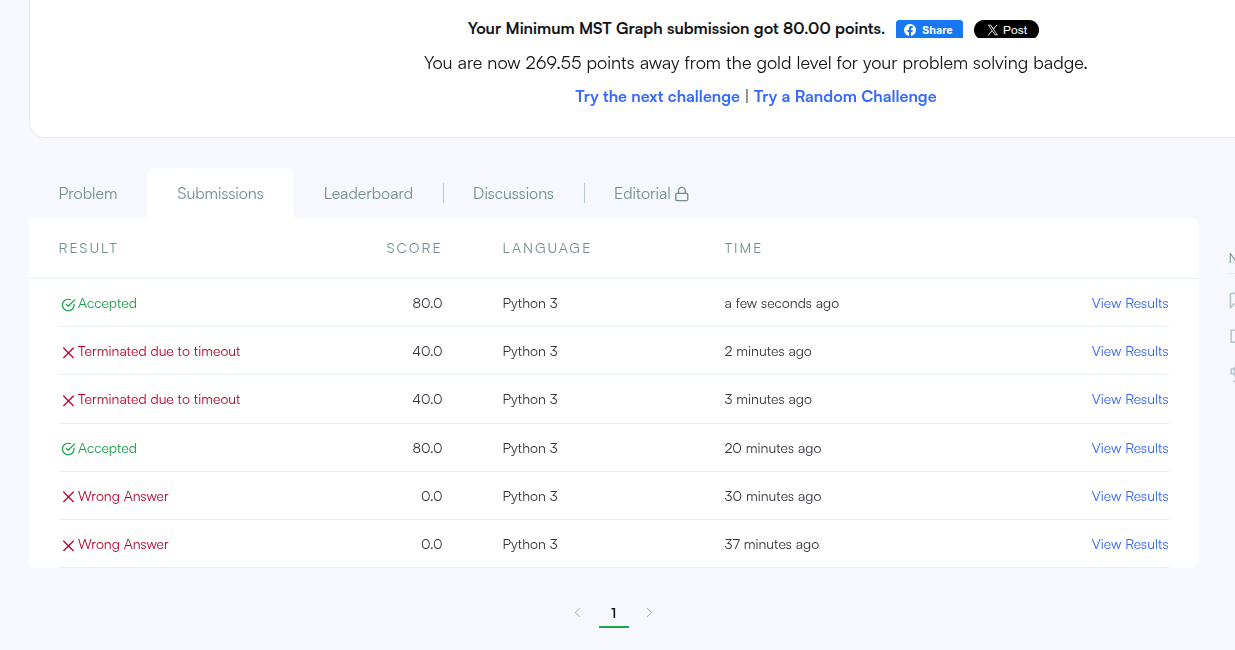 Your Minimum MST Graph submission got 80.00 points. Share Post
You are now 269.55 points away from the gold level for your problem solving badge.
Try the next challenge | Try a Random Challenge
Problem Submissions Leaderboard Discussions Editorial
RESULT SCORE LANGUAGE TIME
Accepted 80.0 Python 3 a few seconds ago View Results
Terminated due to timeout 40.0 Python 3 2 minutes ago View Results
Terminated due to timeout 40.0 Python 3 3 minutes ago View Results
Accepted 80.0 Python 3 20 minutes ago View Results
Wrong Answer 0.0 Python 3 30 minutes ago View Results
Wrong Answer 0.0 Python 3 37 minutes ago View Results
1